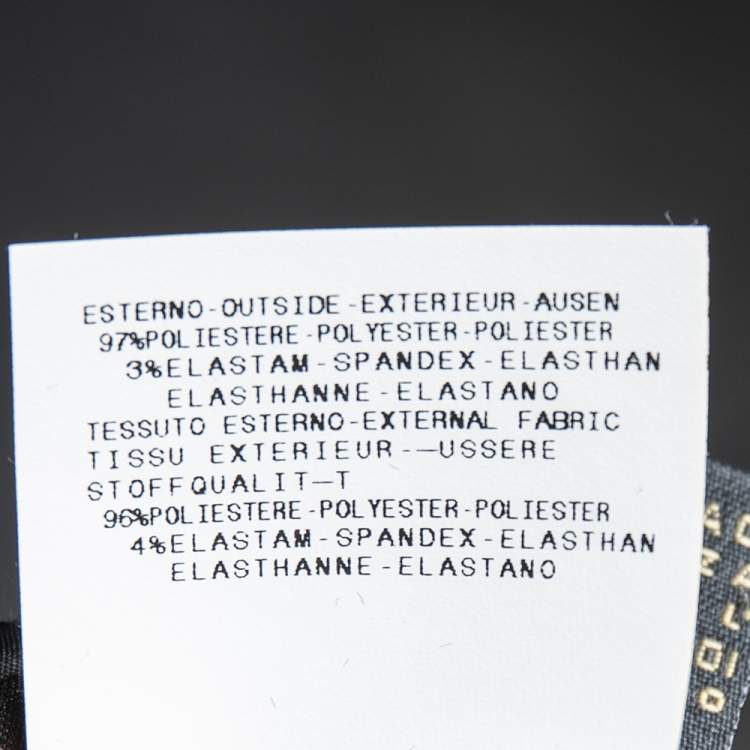 ESTERNO-OUTSIDE-EXTERIEUR-AUSEN
97%POLIESTERE-POLYESTER-POLIESTER
3%ELASTAM-SPANDEX-ELASTHAN
ELASTHANNE-ELASTANO
TESSUTO ESTERNO-EXTERNAL FABRIC
TISSU EXTERIEUR-—USSERE
STOFFQUALIT—T
96%POLIESTERE-POLYESTER-POLIESTER
4%ELASTAM-SPANDEX-ELASTHAN
ELASTHANNE-ELASTANO